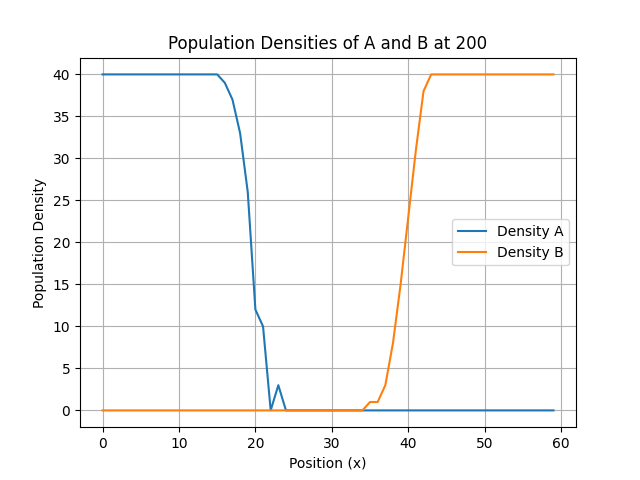 Population Densities of A and B at 200
Population Density
40
35
30
25
20
15
10
5
0
Density A
Density B
0 10 20 30 40 50 60
Position (x)